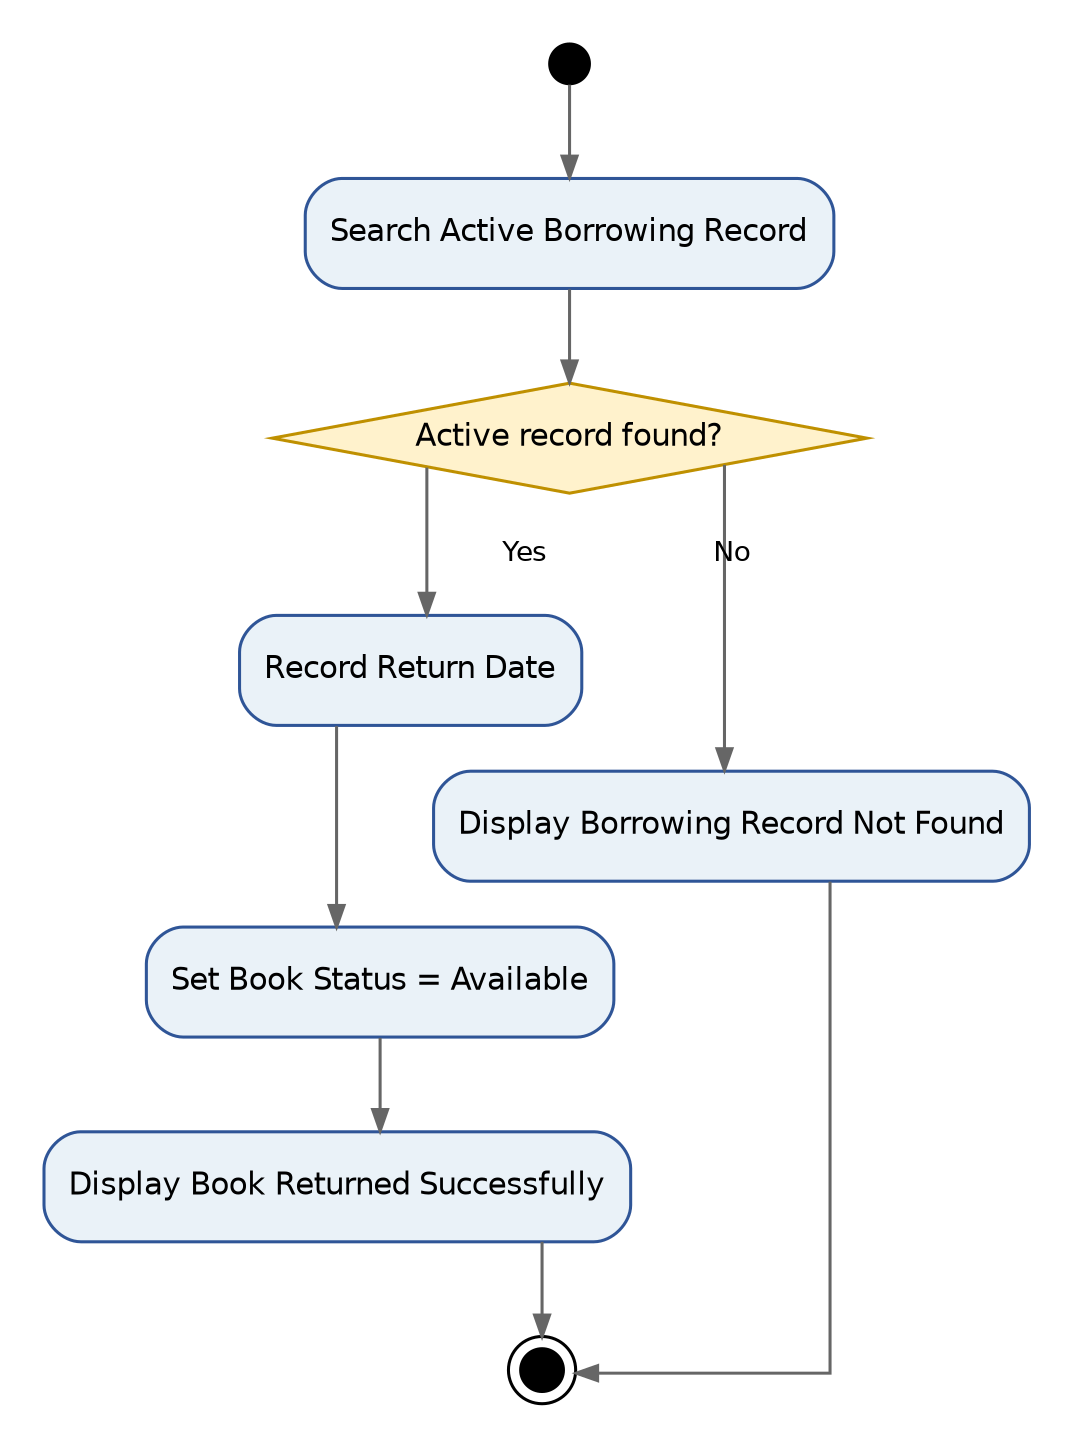 Search Active Borrowing Record
Active record found?
Yes
No
Record Return Date
Display Borrowing Record Not Found
Set Book Status = Available
Display Book Returned Successfully